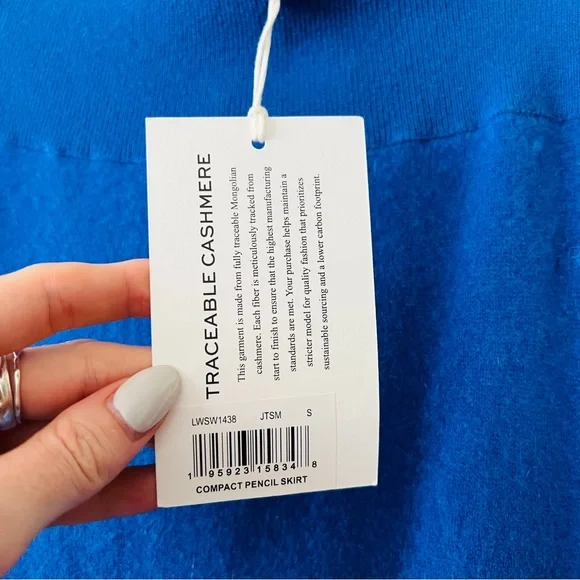 TRACEABLE CASHMERE
This garment is made from fully traceable Mongolian
cashmere. Each fiber is meticulously tracked from
start to finish to ensure that the highest manufacturing
standards are met. Your purchase helps maintain a
stricter model for quality fashion that prioritizes
sustainable sourcing and a lower carbon footprint.
LWSW1438 JTSM S
1 95923 15834 8
COMPACT PENCIL SKIRT